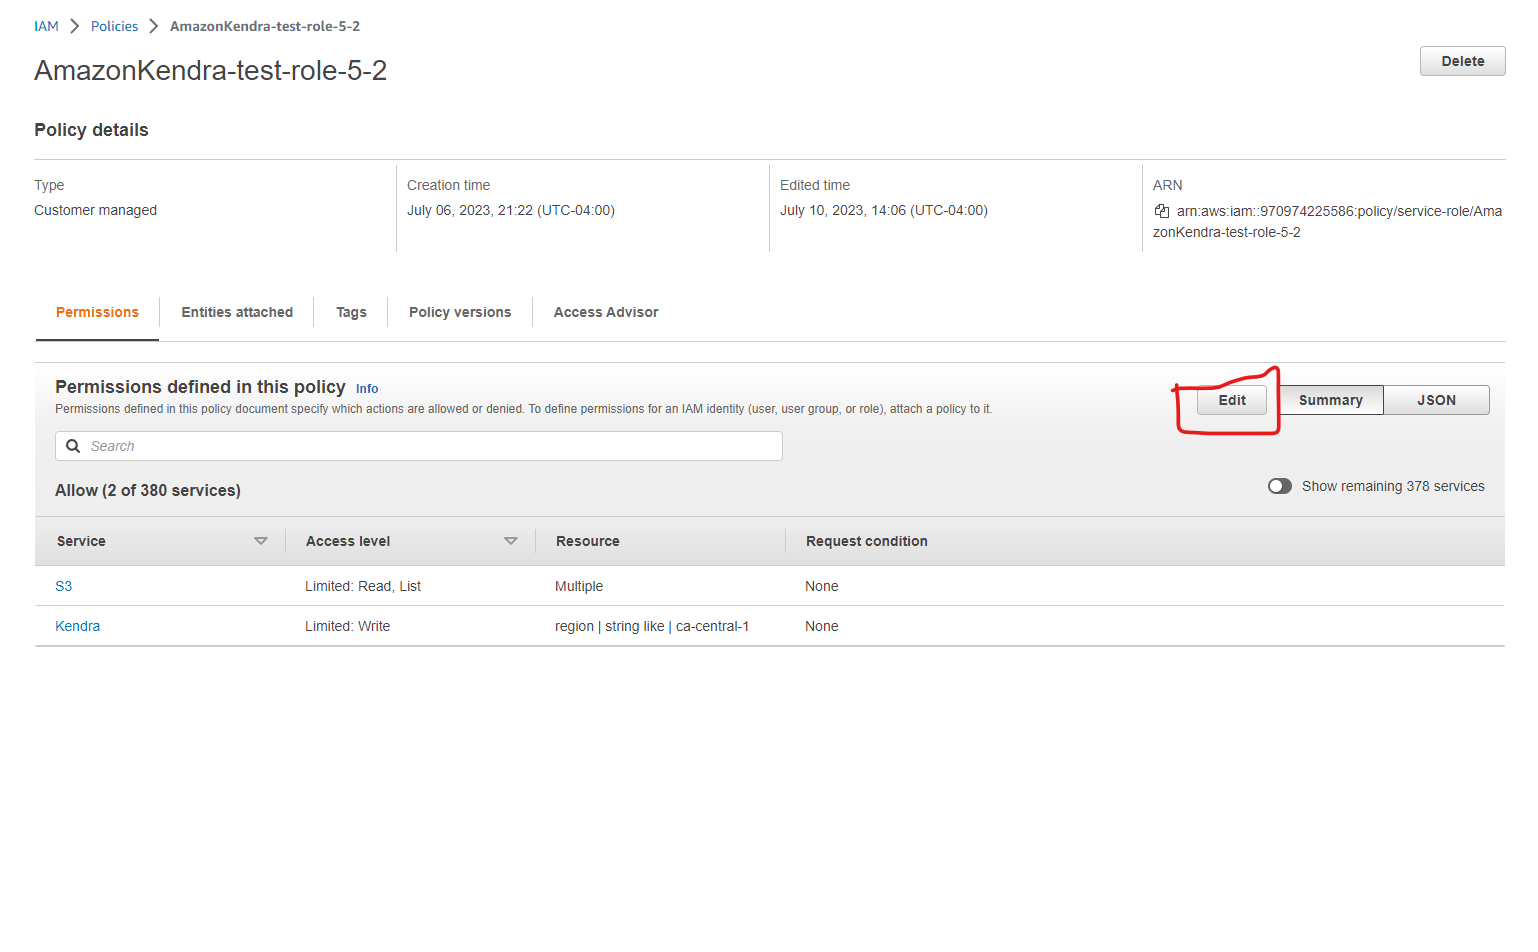 IAM > Policies > AmazonKendra-test-role-5-2
AmazonKendra-test-role-5-2
Delete
Policy details
Type
Customer managed
Creation time
July 06, 2023, 21:22 (UTC-04:00)
Edited time
July 10, 2023, 14:06 (UTC-04:00)
ARN
arn:aws:iam::970974225586:policy/service-role/Ama
zonKendra-test-role-5-2
Permissions Entities attached Tags Policy versions Access Advisor
Permissions defined in this policy Info
Permissions defined in this policy document specify which actions are allowed or denied. To define permissions for an IAM identity (user, user group, or role), attach a policy to it.
Edit Summary JSON
Search
Allow (2 of 380 services)
Show remaining 378 services
Service Access level Resource Request condition
S3 Limited: Read, List Multiple None
Kendra Limited: Write region | string like | ca-central-1 None